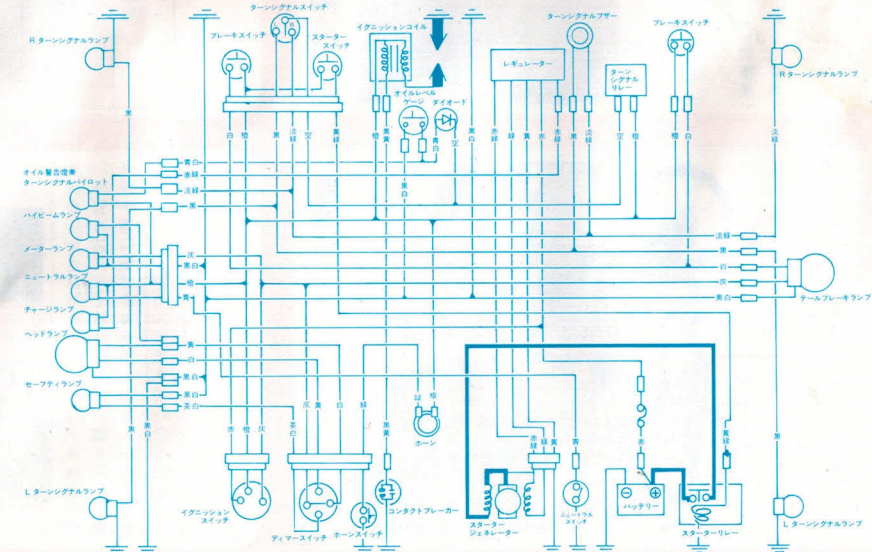 ターンシグナルスイッチ
R ターンシグナルランプ
ブレーキスイッチ
スターター
スイッチ
イグニッションコイル
オイルレベル
ゲージ
ダイオード
レギュレーター
ターンシグナルブザー
ターン
シグナル
リレー
ブレーキスイッチ
R ターンシグナルランプ
黒
白
橙
黒
淡緑
空
黄緑
橙
黒黄
青白
空
赤緑
緑
黄
赤
赤緑
黒
淡緑
空
橙
橙
白
淡緑
青白
赤緑
淡緑
黒
黒白
オイル警告燈兼
ターンシグナルパイロット
ハイビームランプ
メーターランプ
ニュートラルランプ
チャージランプ
ヘッドランプ
セーフティランプ
灰
黒白
橙
青
淡緑
黒
白
灰
黒白
テールブレーキランプ
黄
白
黒白
黒白
茶白
黒
黒白
赤
橙
灰
茶白
灰
黄
白
緑
黒黄
緑
橙
ホーン
赤緑
緑
黄
青
赤
黄緑
黒
L ターンシグナルランプ
イグニッション
スイッチ
ディマースイッチ
ホーンスイッチ
コンタクトブレーカー
スターター
ジェネレーター
ニュートラル
スイッチ
バッテリー
スターターリレー
L ターンシグナルランプ